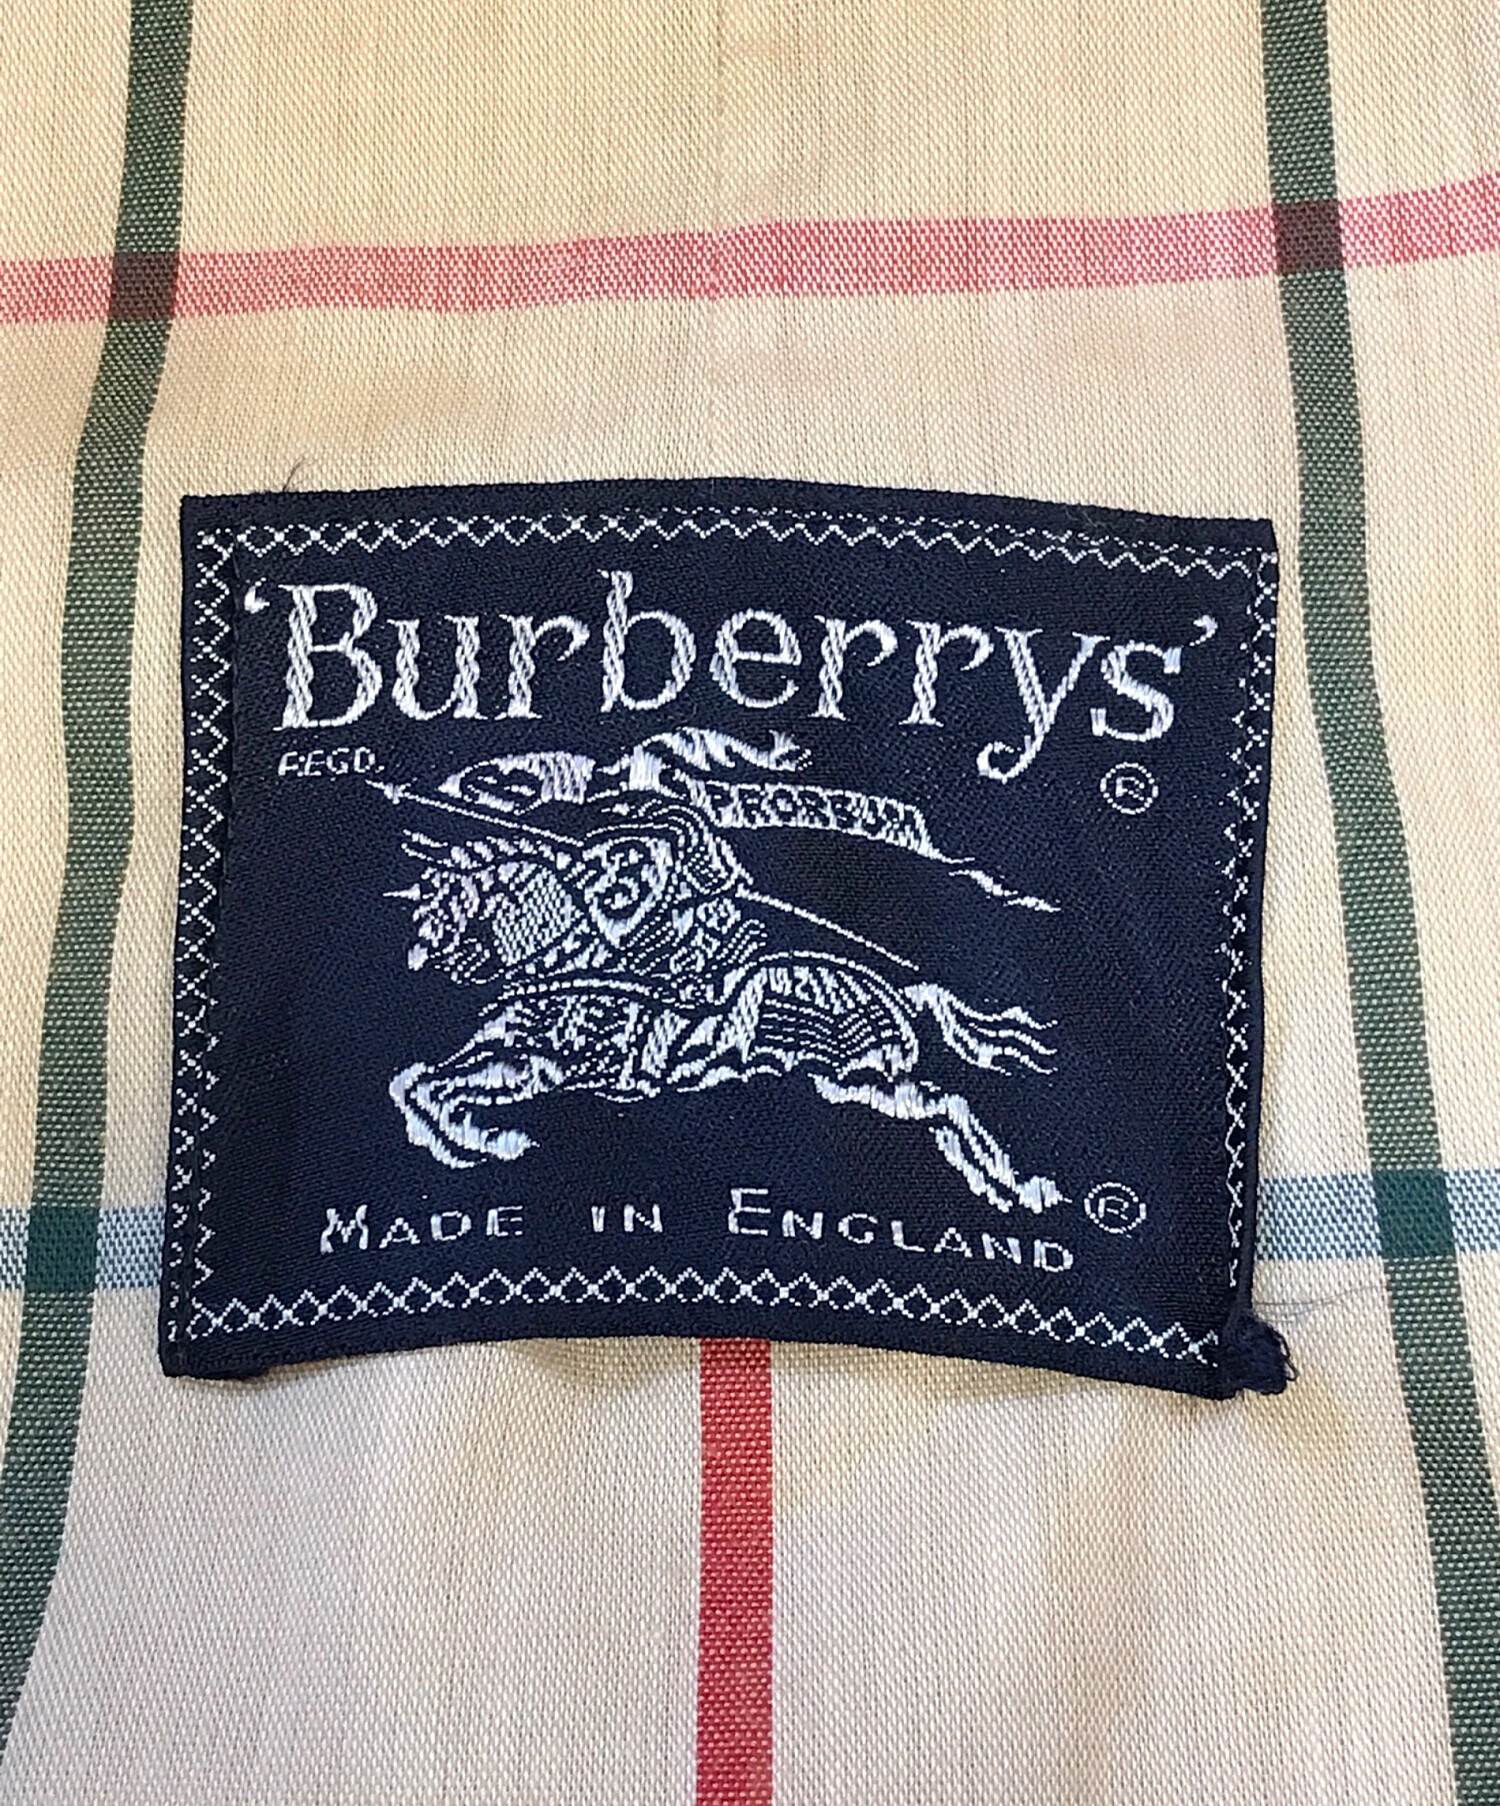 ‘Burberrys’
REGD.
®
PRORSUM
®
MADE IN ENGLAND